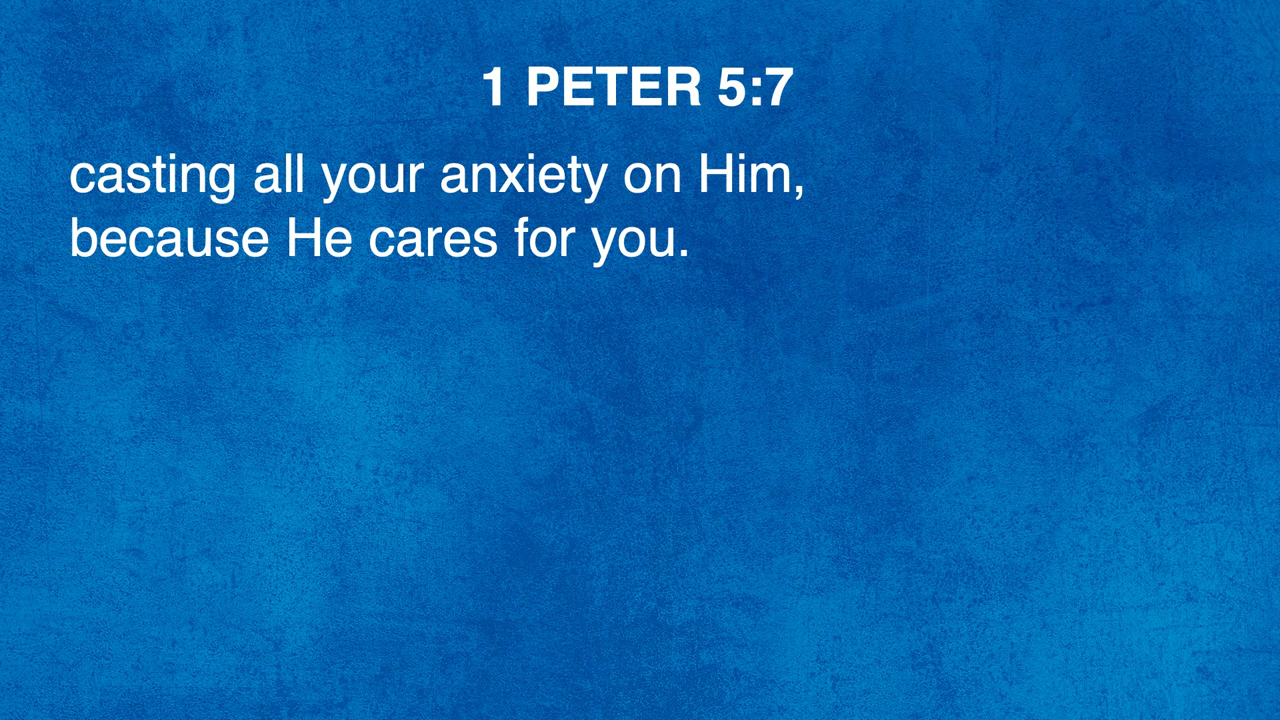 1 PETER 5:7
casting all your anxiety on Him,
because He cares for you.